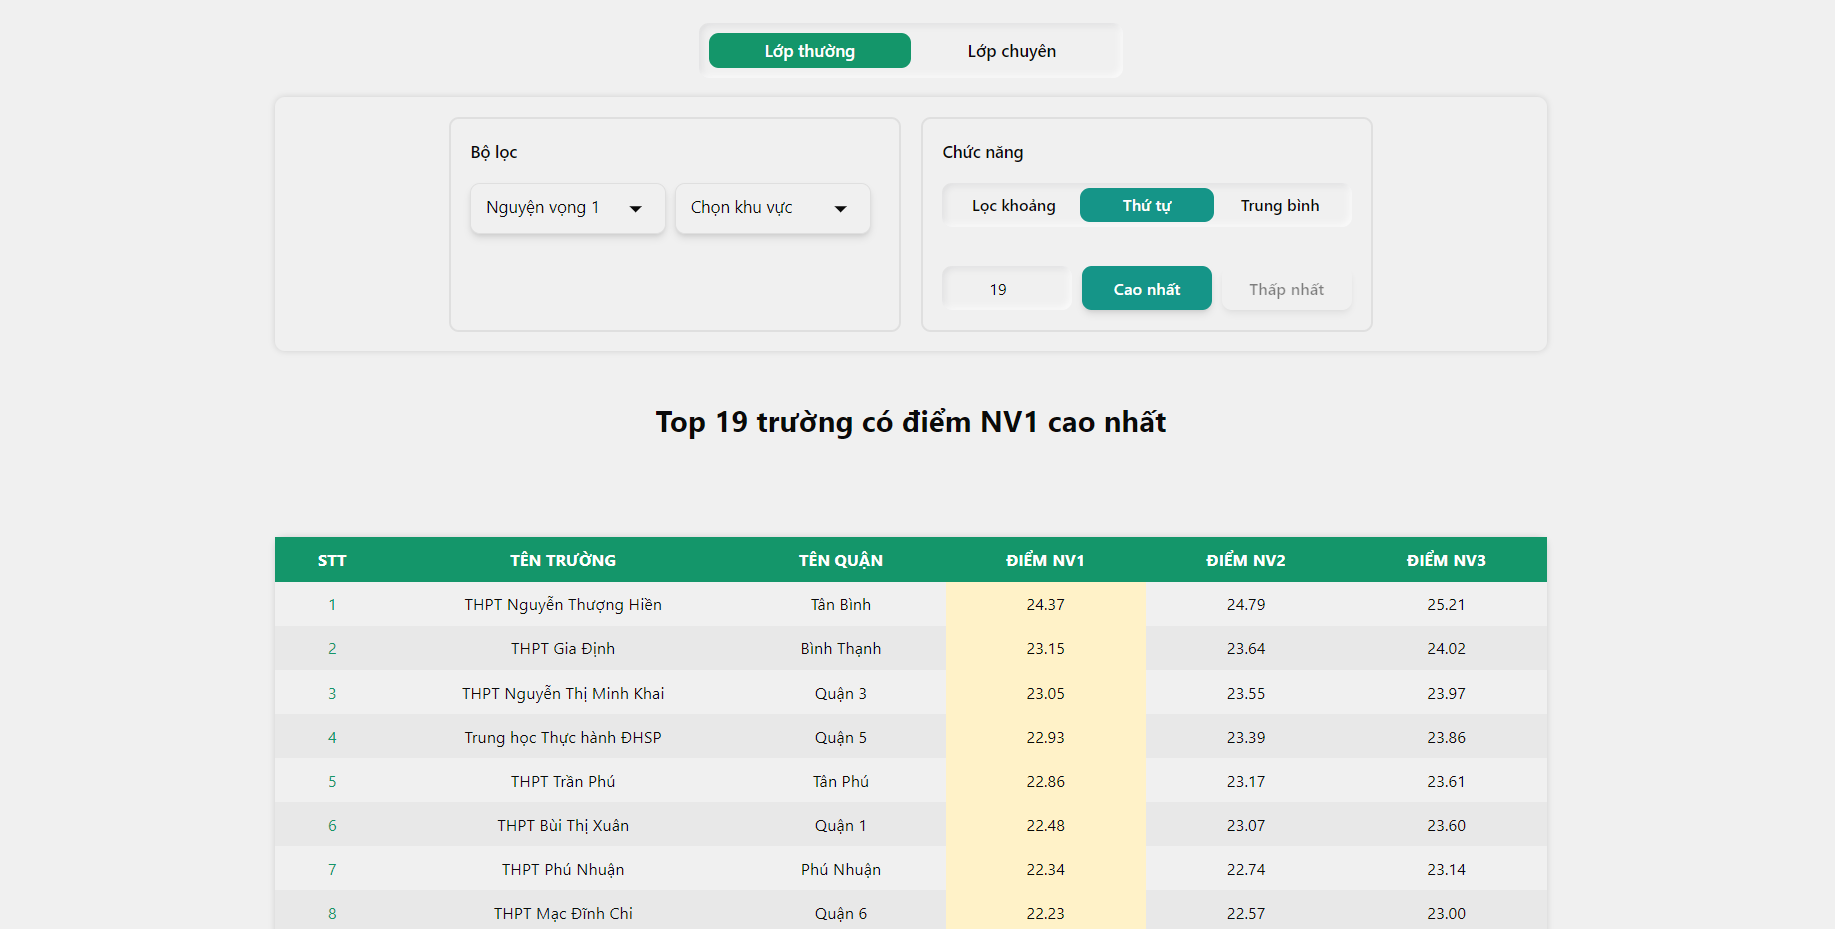 Lớp thường Lớp chuyên
Bộ lọc
Nguyện vọng 1 Chọn khu vực
Chức năng
Lọc khoảng Thứ tự Trung bình
19 Cao nhất Thấp nhất
Top 19 trường có điểm NV1 cao nhất
STT TÊN TRƯỜNG TÊN QUẬN ĐIỂM NV1 ĐIỂM NV2 ĐIỂM NV3
1 THPT Nguyễn Thượng Hiền Tân Bình 24.37 24.79 25.21
2 THPT Gia Định Bình Thạnh 23.15 23.64 24.02
3 THPT Nguyễn Thị Minh Khai Quận 3 23.05 23.55 23.97
4 Trung học Thực hành ĐHSP Quận 5 22.93 23.39 23.86
5 THPT Trần Phú Tân Phú 22.86 23.17 23.61
6 THPT Bùi Thị Xuân Quận 1 22.48 23.07 23.60
7 THPT Phú Nhuận Phú Nhuận 22.34 22.74 23.14
8 THPT Mạc Đĩnh Chi Quận 6 22.23 22.57 23.00